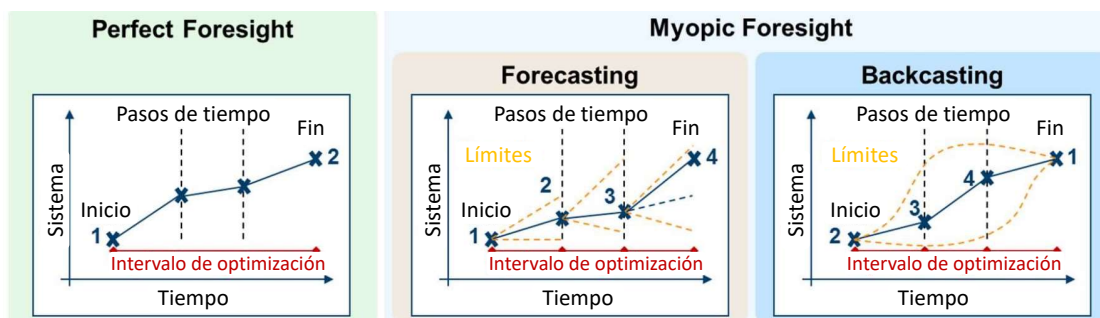 Perfect Foresight
Pasos de tiempo
Fin
2
Inicio
1
Sistema
Intervalo de optimización
Tiempo
Myopic Foresight
Forecasting
Pasos de tiempo
Fin
Límites
4
2
3
Inicio
1
Sistema
Intervalo de optimización
Tiempo
Backcasting
Pasos de tiempo
Fin
Límites
1
4
Inicio
3
2
Sistema
Intervalo de optimización
Tiempo